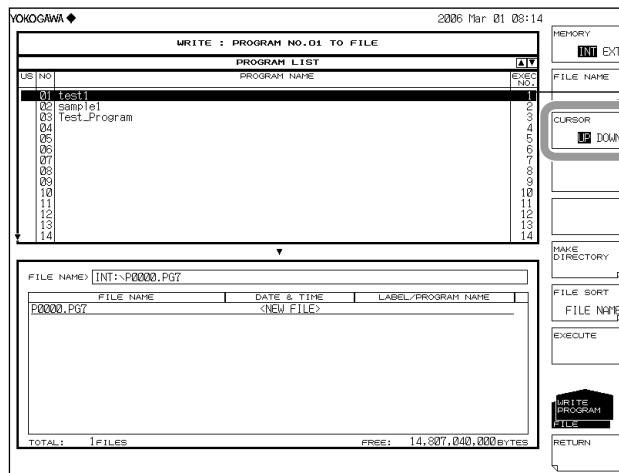 YOKOGAWA ◆ 2006 Mar 01 08:14
WRITE : PROGRAM NO.01 TO FILE
PROGRAM LIST ▲▼
US NO PROGRAM NAME EXEC NO.
01 test1 1
02 sample1 2
03 Test_Program 3
04 4
05 5
06 6
07 7
08 8
09 9
10 10
11 11
12 12
13 13
14 14
▼
FILE NAME> INT:\P0000.PG7
FILE NAME DATE & TIME LABEL/PROGRAM NAME
P0000.PG7 <NEW FILE>
TOTAL: 1FILES FREE: 14,807,040,000BYTES
MEMORY
INT EXT
FILE NAME
CURSOR
UP DOWN
MAKE
DIRECTORY
FILE SORT
FILE NAME
EXECUTE
WRITE
PROGRAM
FILE
RETURN